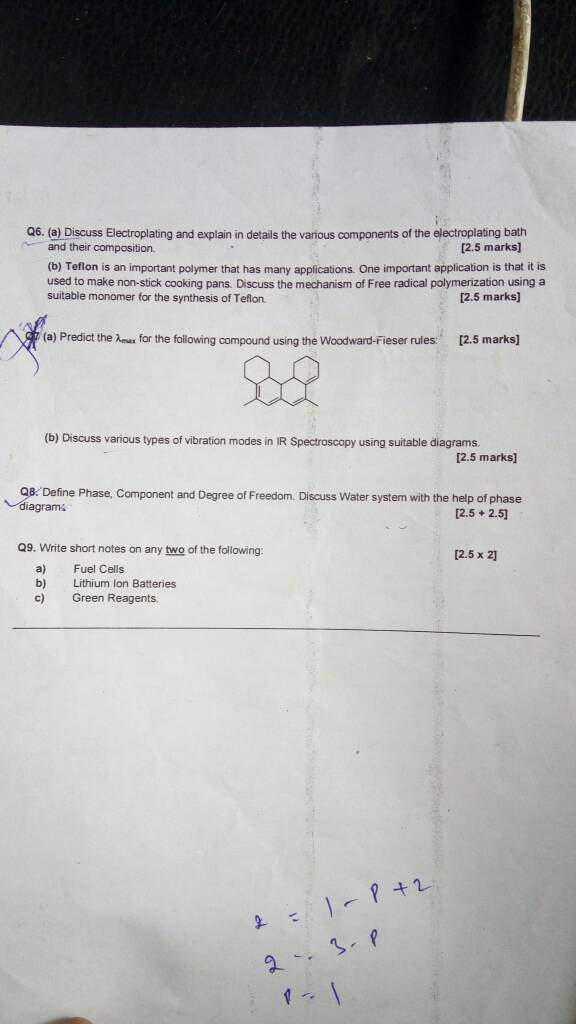 Q6. (a) Discuss Electroplating and explain in details the various components of the electroplating bath
and their composition. [2.5 marks]
(b) Teflon is an important polymer that has many applications. One important application is that it is
used to make non-stick cooking pans. Discuss the mechanism of Free radical polymerization using a
suitable monomer for the synthesis of Teflon. [2.5 marks]
Q7 (a) Predict the λmax for the following compound using the Woodward-Fieser rules: [2.5 marks]
(b) Discuss various types of vibration modes in IR Spectroscopy using suitable diagrams.
[2.5 marks]
Q8. Define Phase, Component and Degree of Freedom. Discuss Water system with the help of phase
diagram. [2.5 + 2.5]
Q9. Write short notes on any two of the following: [2.5 x 2]
a) Fuel Cells
b) Lithium Ion Batteries
c) Green Reagents.
2 = 1 - P + 2
2 = 3 - P
P = 1